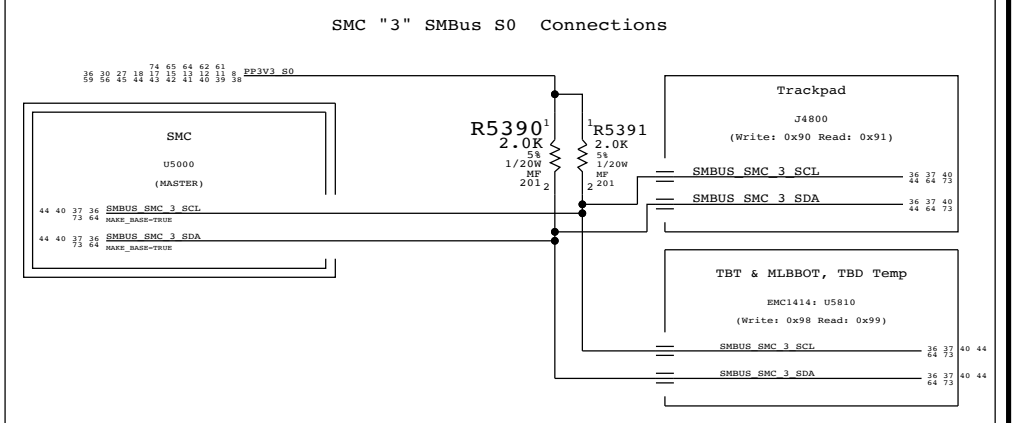 SMC "3" SMBus S0 Connections
74 65 64 62 61
36 30 27 18 17 15 13 12 11 8 PP3V3_S0
59 56 45 44 43 42 41 40 39 38
SMC
U5000
(MASTER)
44 40 37 36 SMBUS_SMC_3_SCL
73 64 MAKE_BASE=TRUE
44 40 37 36 SMBUS_SMC_3_SDA
73 64 MAKE_BASE=TRUE
R5390 1
2.0K
5%
1/20W
MF
201 2
1 R5391
2.0K
5%
1/20W
MF
2 201
Trackpad
J4800
(Write: 0x90 Read: 0x91)
SMBUS_SMC_3_SCL 36 37 40
44 64 73
SMBUS_SMC_3_SDA 36 37 40
44 64 73
TBT & MLBBOT, TBD Temp
EMC1414: U5810
(Write: 0x98 Read: 0x99)
SMBUS_SMC_3_SCL 36 37 40 44
64 73
SMBUS_SMC_3_SDA 36 37 40 44
64 73